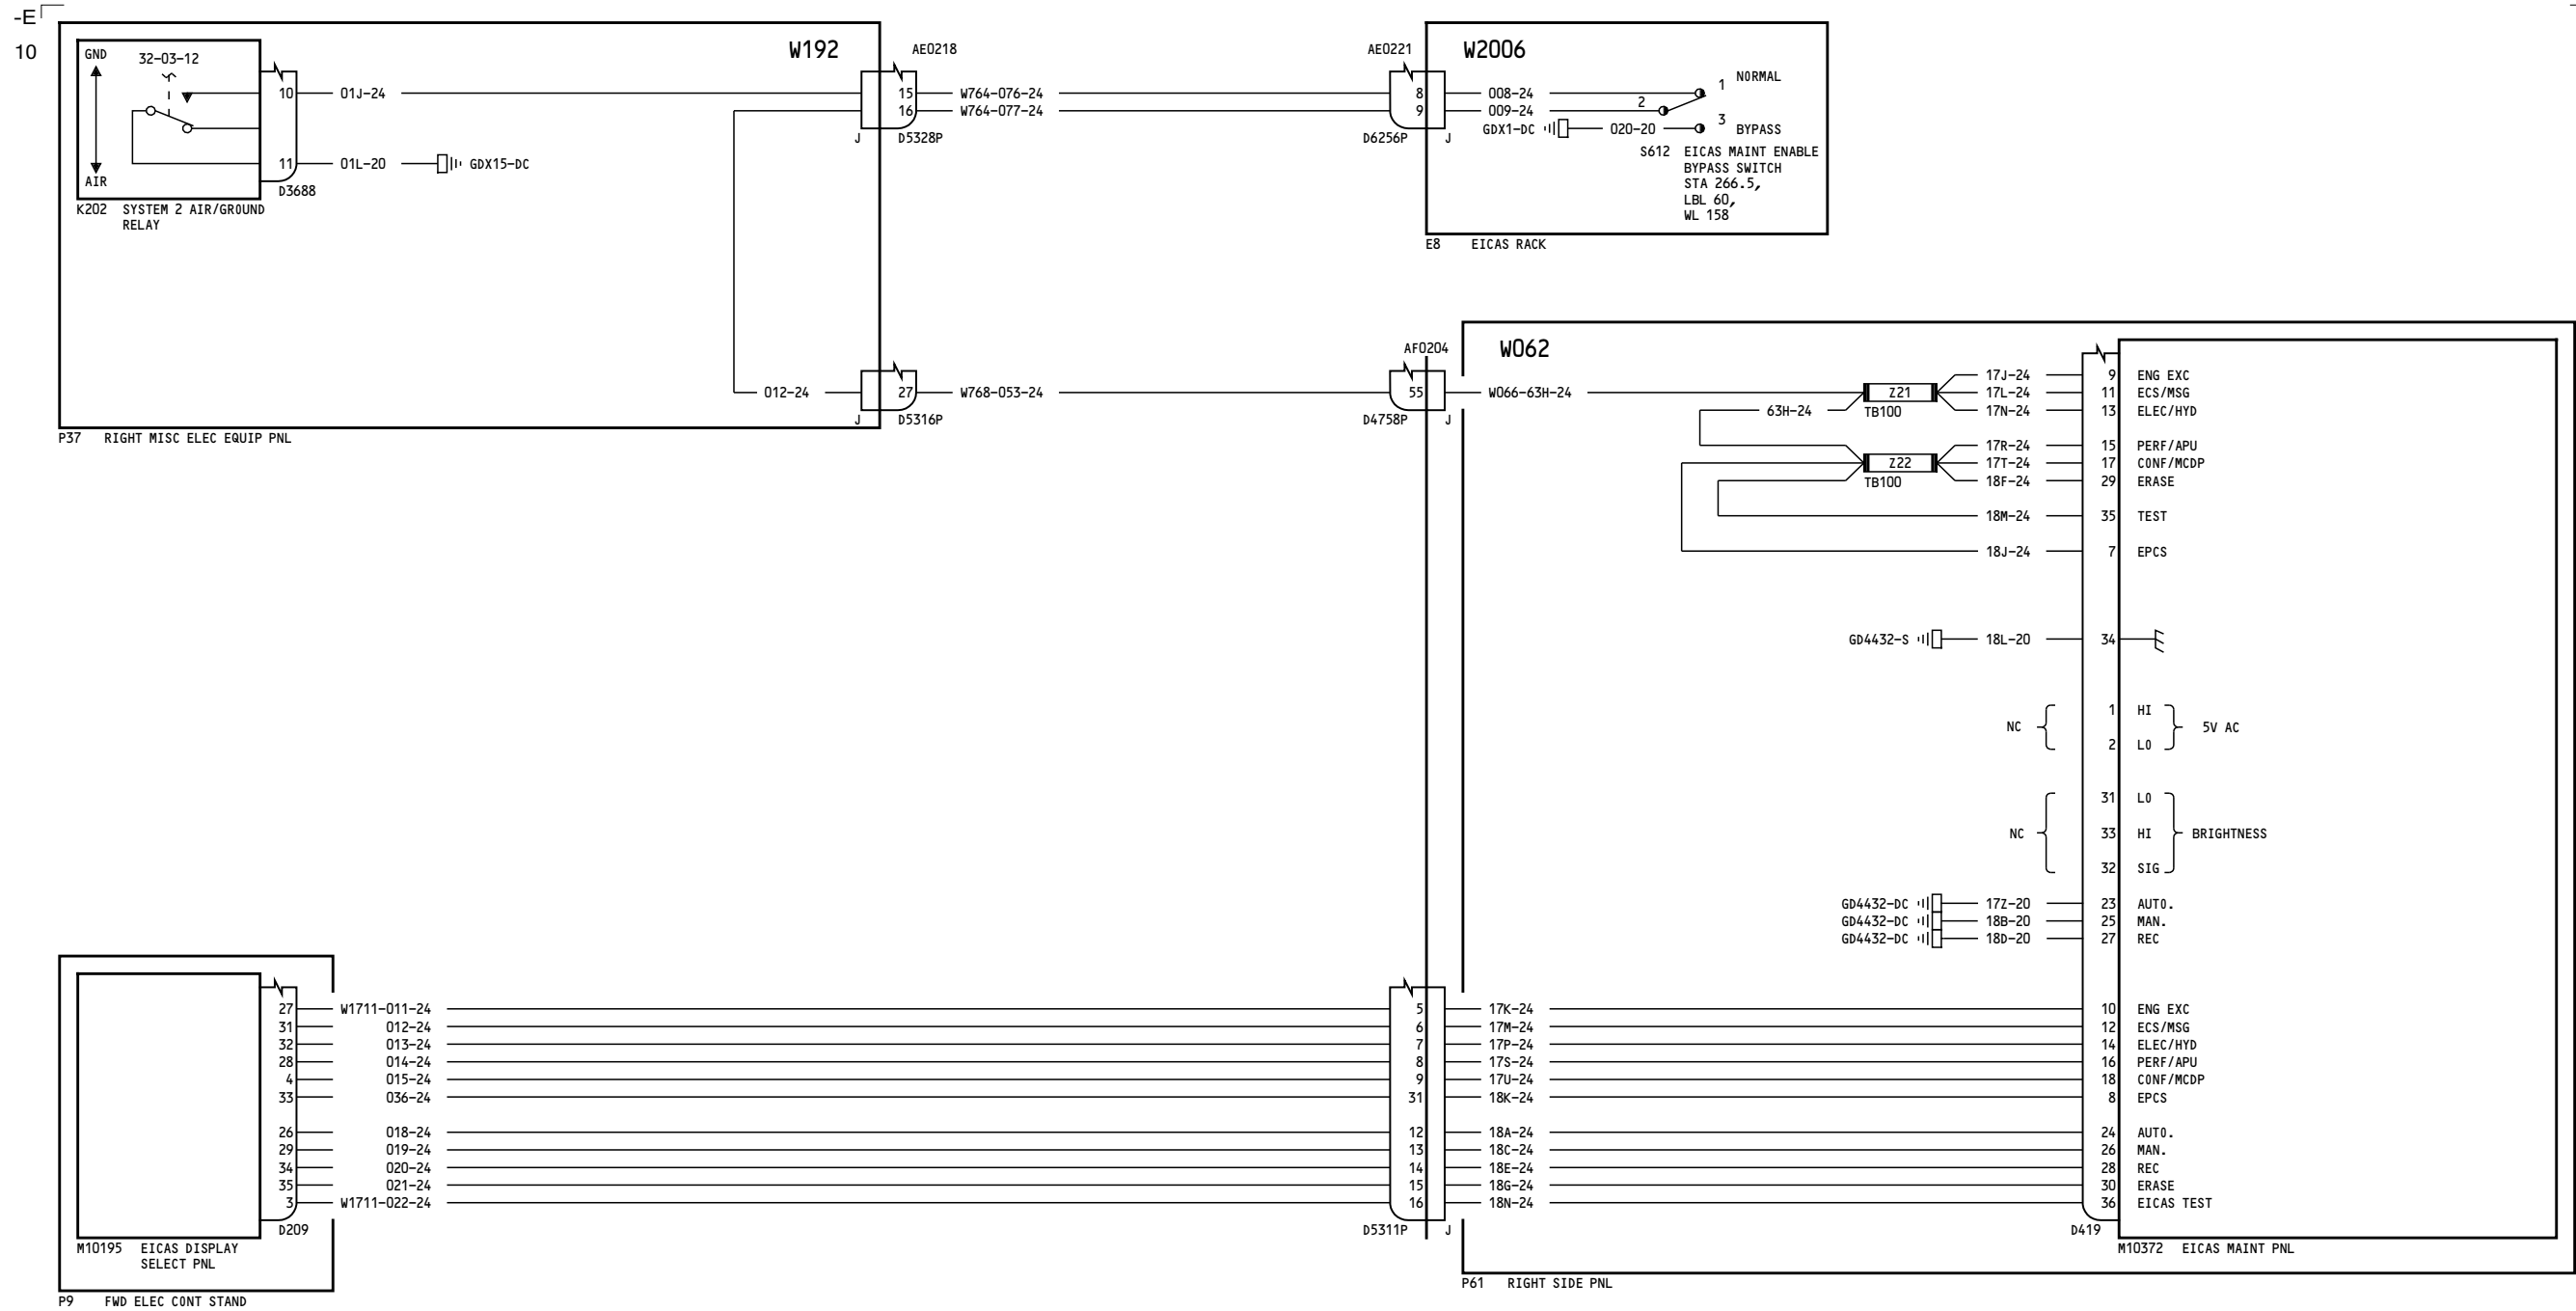 -E
10
GND
32-03-12
AIR
10
11
D3688
K202 SYSTEM 2 AIR/GROUND
RELAY
01J-24
01L-20
GDX15-DC
W192
AE0218
15
16
J
D5328P
W764-076-24
W764-077-24
012-24
27
J
D5316P
W768-053-24
P37 RIGHT MISC ELEC EQUIP PNL
AE0221
8
9
D6256P
J
W2006
008-24
009-24
GDX1-DC
020-20
1 NORMAL
2
3 BYPASS
S612 EICAS MAINT ENABLE
BYPASS SWITCH
STA 266.5,
LBL 60,
WL 158
E8 EICAS RACK
AF0204
55
D4758P
J
W062
W066-63H-24
63H-24
Z21
TB100
Z22
TB100
17J-24 9 ENG EXC
17L-24 11 ECS/MSG
17N-24 13 ELEC/HYD
17R-24 15 PERF/APU
17T-24 17 CONF/MCDP
18F-24 29 ERASE
18M-24 35 TEST
18J-24 7 EPCS
GD4432-S 18L-20 34
NC
1 HI
2 LO
5V AC
NC
31 LO
33 HI
32 SIG
BRIGHTNESS
GD4432-DC 17Z-20 23 AUTO.
GD4432-DC 18B-20 25 MAN.
GD4432-DC 18D-20 27 REC
27 W1711-011-24 5 17K-24 10 ENG EXC
31 012-24 6 17M-24 12 ECS/MSG
32 013-24 7 17P-24 14 ELEC/HYD
28 014-24 8 17S-24 16 PERF/APU
4 015-24 9 17U-24 18 CONF/MCDP
33 036-24 31 18K-24 8 EPCS
26 018-24 12 18A-24 24 AUTO.
29 019-24 13 18C-24 26 MAN.
34 020-24 14 18E-24 28 REC
35 021-24 15 18G-24 30 ERASE
3 W1711-022-24 16 18N-24 36 EICAS TEST
D209
D5311P
J
D419
M10195 EICAS DISPLAY
SELECT PNL
M10372 EICAS MAINT PNL
P61 RIGHT SIDE PNL
P9 FWD ELEC CONT STAND